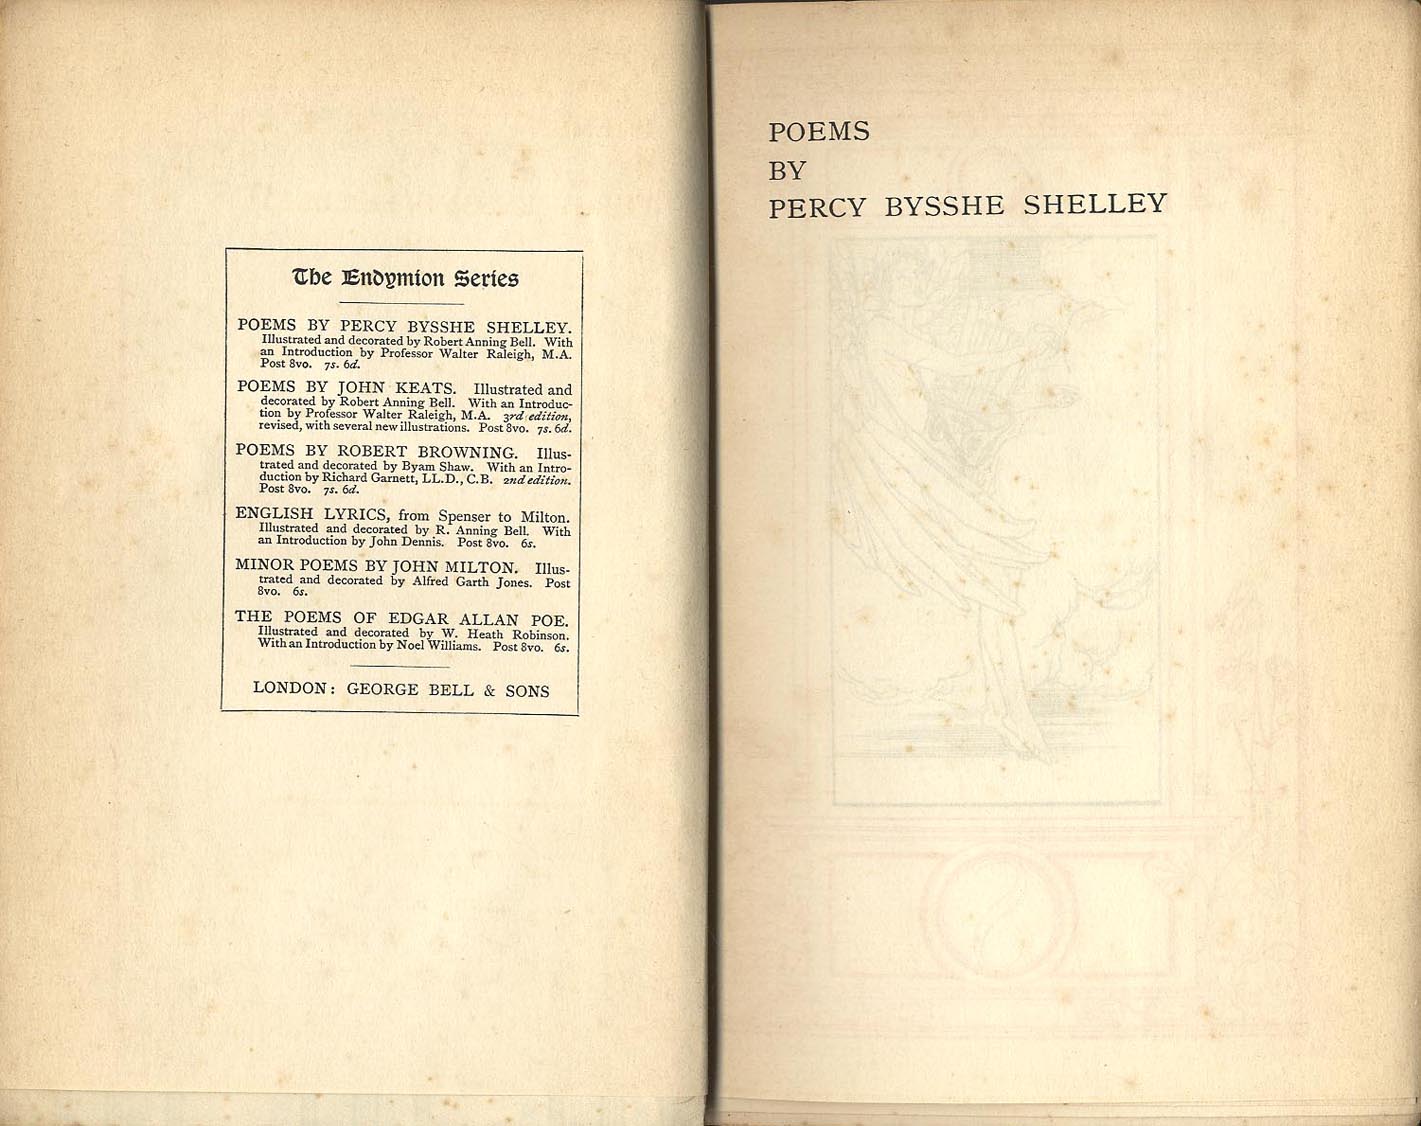 The Endymion Series
POEMS BY PERCY BYSSHE SHELLEY.
Illustrated and decorated by Robert Anning Bell. With
an Introduction by Professor Walter Raleigh, M.A.
Post 8vo. 7s. 6d.
POEMS BY JOHN KEATS. Illustrated and
decorated by Robert Anning Bell. With an Introduc-
tion by Professor Walter Raleigh, M.A. 3rd edition,
revised, with several new illustrations. Post 8vo. 7s. 6d.
POEMS BY ROBERT BROWNING. Illus-
trated and decorated by Byam Shaw. With an Intro-
duction by Richard Garnett, LL.D., C.B. 2nd edition.
Post 8vo. 7s. 6d.
ENGLISH LYRICS, from Spenser to Milton.
Illustrated and decorated by R. Anning Bell. With
an Introduction by John Dennis. Post 8vo. 6s.
MINOR POEMS BY JOHN MILTON. Illus-
trated and decorated by Alfred Garth Jones. Post
8vo. 6s.
THE POEMS OF EDGAR ALLAN POE.
Illustrated and decorated by W. Heath Robinson.
With an Introduction by Noel Williams. Post 8vo. 6s.
LONDON: GEORGE BELL & SONS
POEMS
BY
PERCY BYSSHE SHELLEY